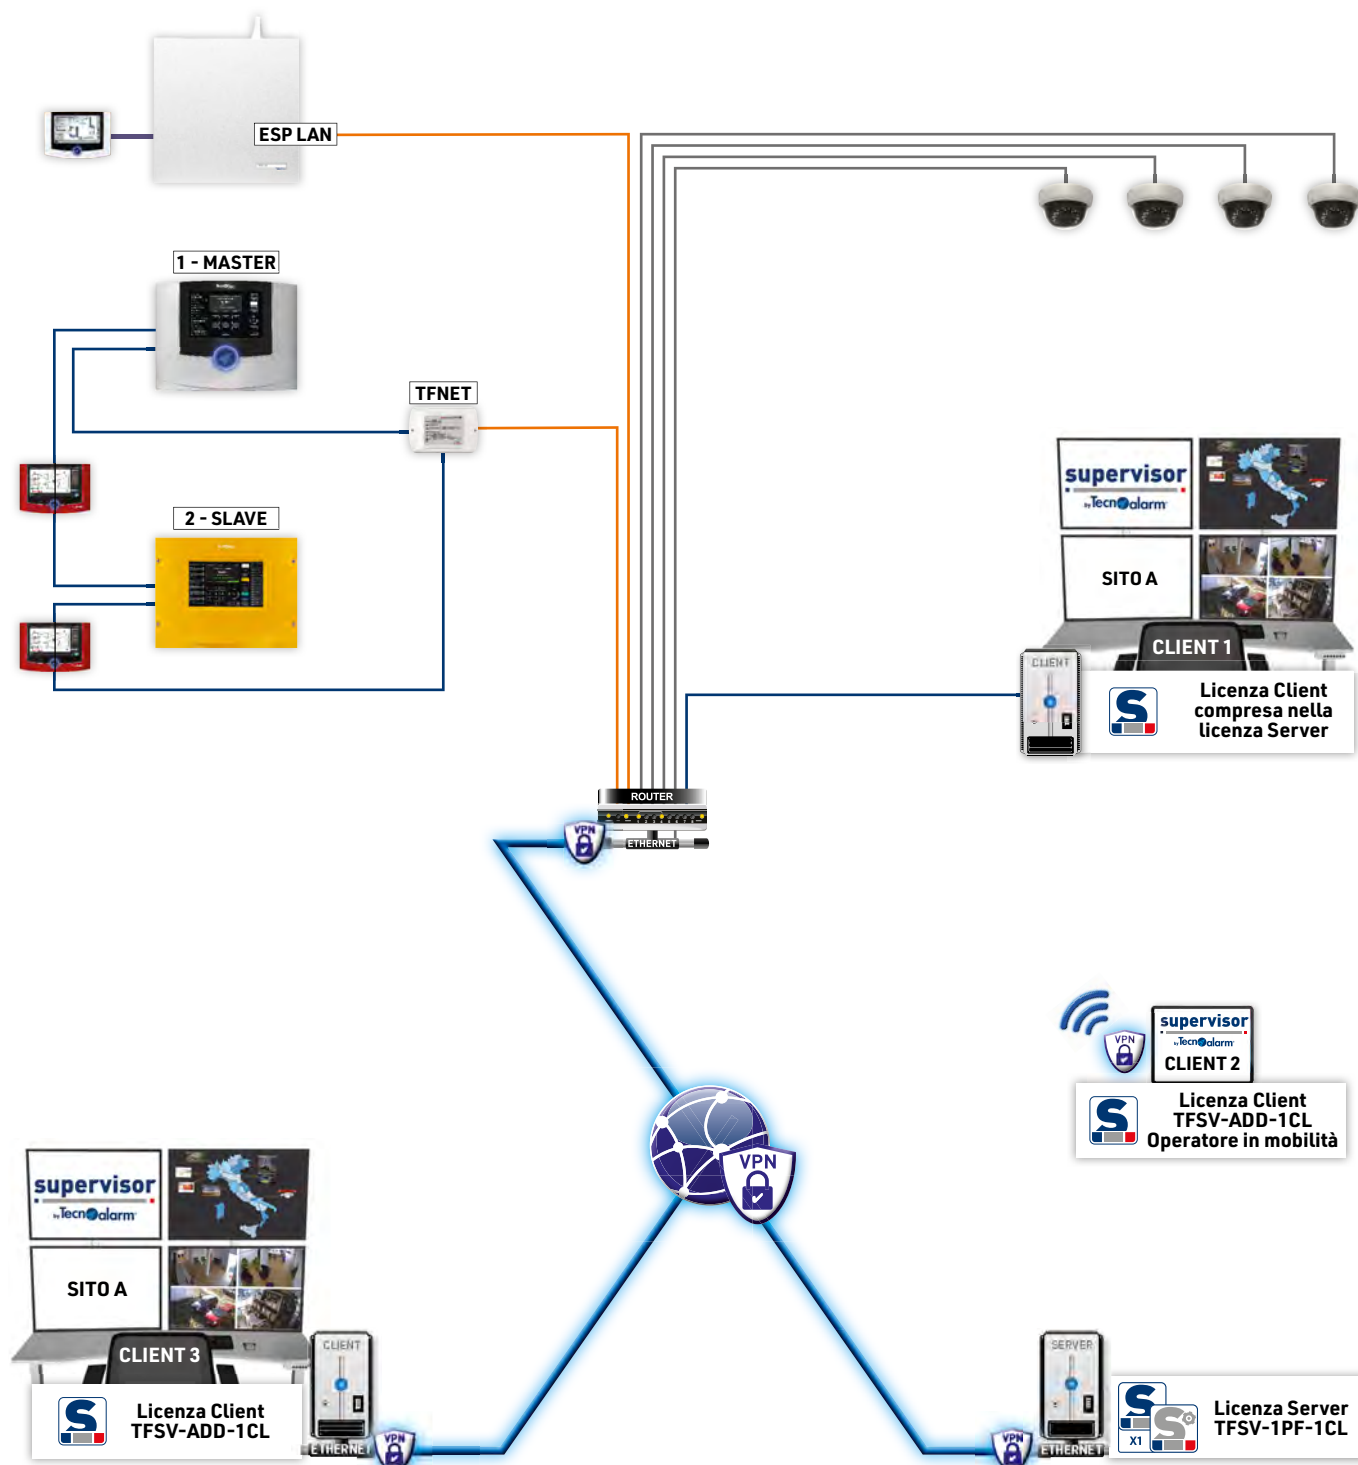 ESP LAN
1 - MASTER
TFNET
2 - SLAVE
supervisor
by Tecnoalarm
SITO A
CLIENT 1
CLIENT
Licenza Client
compresa nella
licenza Server
ROUTER
VPN
ETHERNET
supervisor
by Tecnoalarm
VPN
CLIENT 2
Licenza Client
TFSV-ADD-1CL
Operatore in mobilità
VPN
supervisor
by Tecnoalarm
SITO A
CLIENT 3
CLIENT
S
Licenza Client
TFSV-ADD-1CL
ETHERNET
VPN
SERVER
VPN
ETHERNET
X1
Licenza Server
TFSV-1PF-1CL